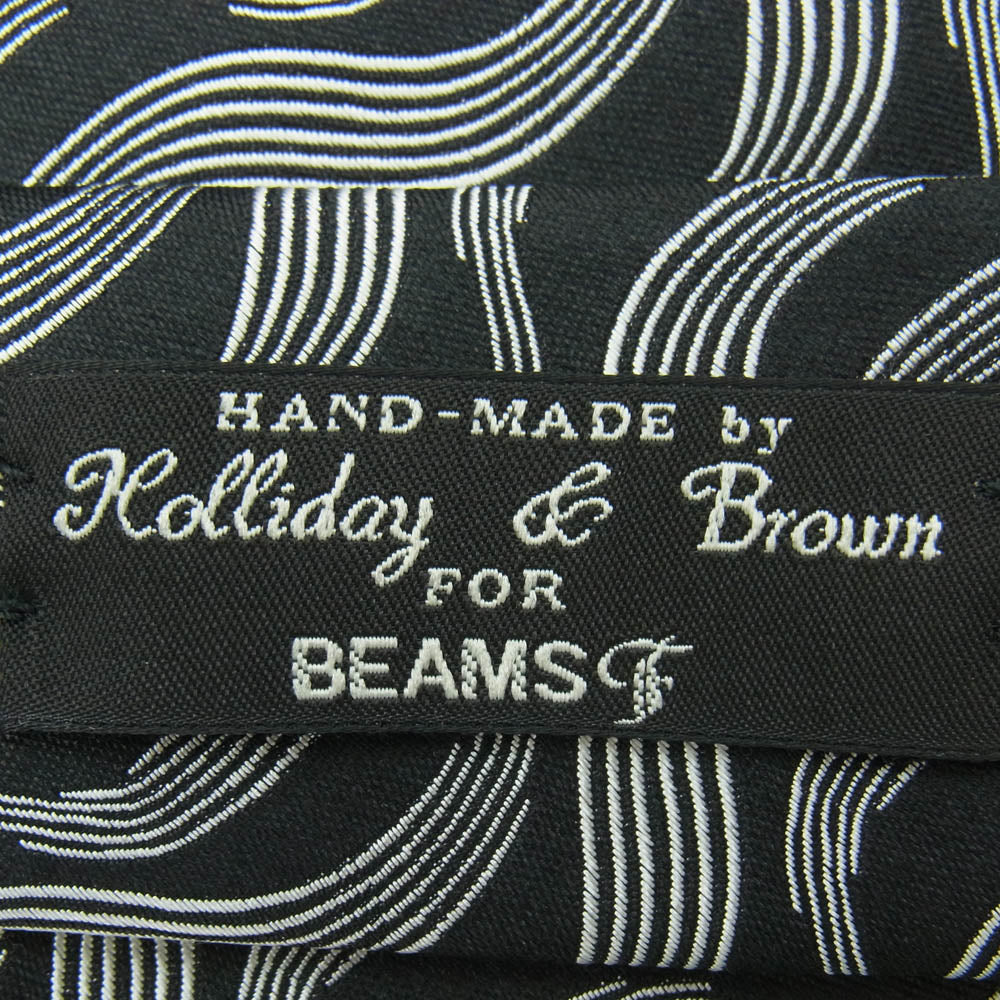 HAND-MADE by
Holliday & Brown
FOR
BEAMS F